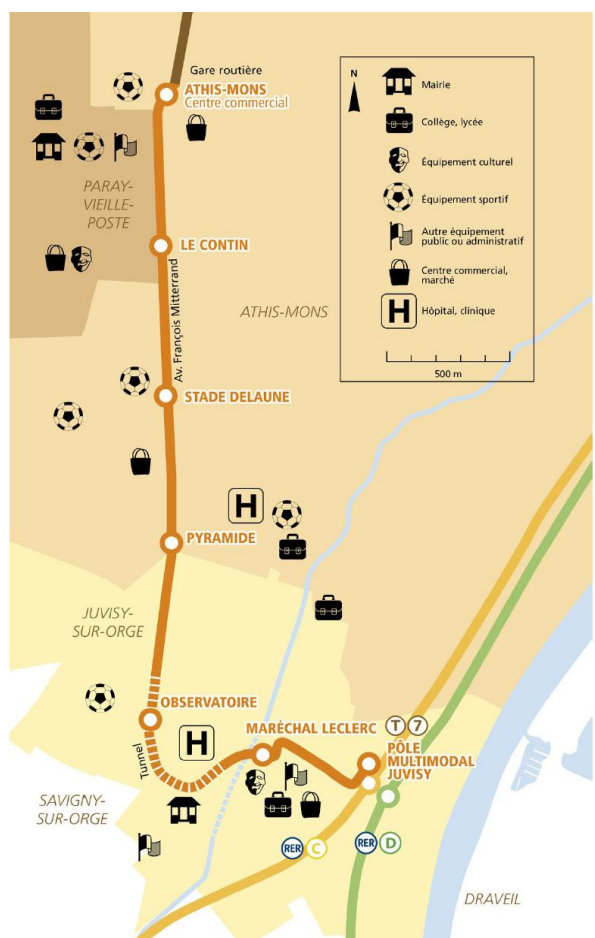 Gare routière
ATHIS-MONS
Centre commercial
PARAY-
VIEILLE-
POSTE
LE CONTIN
Av. François Mitterrand
ATHIS-MONS
STADE DELAUNE
H
PYRAMIDE
JUVISY-
SUR-ORGE
OBSERVATOIRE
Tunnel
H
MARÉCHAL LECLERC
T 7
PÔLE
MULTIMODAL
JUVISY
SAVIGNY-
SUR-ORGE
RER C
RER D
DRAVEIL
N
Mairie
Collège, lycée
Équipement culturel
Équipement sportif
Autre équipement
public ou administratif
Centre commercial,
marché
H
Hôpital, clinique
500 m